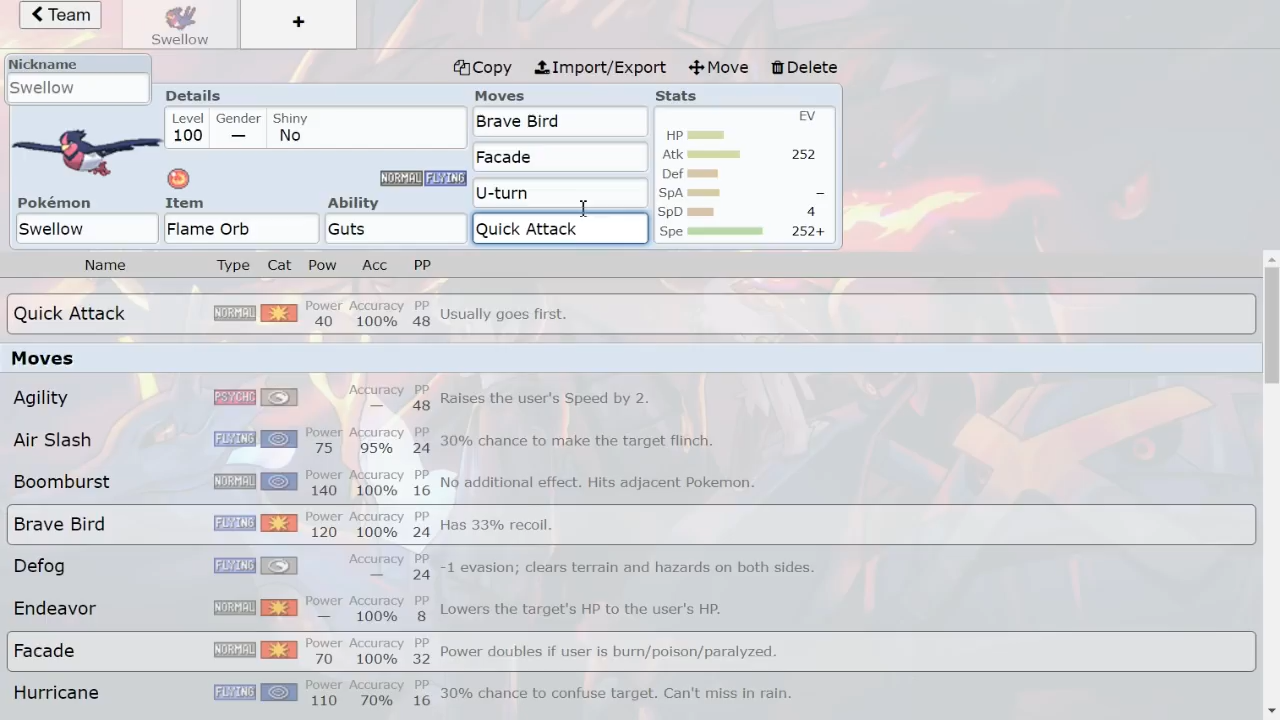 Team
Swellow
+
Nickname
Swellow
Copy
Import/Export
Move
Delete
Details
Level
100
Gender
—
Shiny
No
NORMAL FLYING
Pokémon
Swellow
Item
Flame Orb
Ability
Guts
Moves
Brave Bird
Facade
U-turn
Quick Attack
Stats
EV
HP
Atk 252
Def
SpA –
SpD 4
Spe 252+
Name Type Cat Pow Acc PP
Quick Attack NORMAL Power 40 Accuracy 100% PP 48 Usually goes first.
Moves
Agility PSYCHC Accuracy — PP 48 Raises the user's Speed by 2.
Air Slash FLYING Power 75 Accuracy 95% PP 24 30% chance to make the target flinch.
Boomburst NORMAL Power 140 Accuracy 100% PP 16 No additional effect. Hits adjacent Pokemon.
Brave Bird FLYING Power 120 Accuracy 100% PP 24 Has 33% recoil.
Defog FLYING Accuracy — PP 24 -1 evasion; clears terrain and hazards on both sides.
Endeavor NORMAL Power — Accuracy 100% PP 8 Lowers the target's HP to the user's HP.
Facade NORMAL Power 70 Accuracy 100% PP 32 Power doubles if user is burn/poison/paralyzed.
Hurricane FLYING Power 110 Accuracy 70% PP 16 30% chance to confuse target. Can't miss in rain.